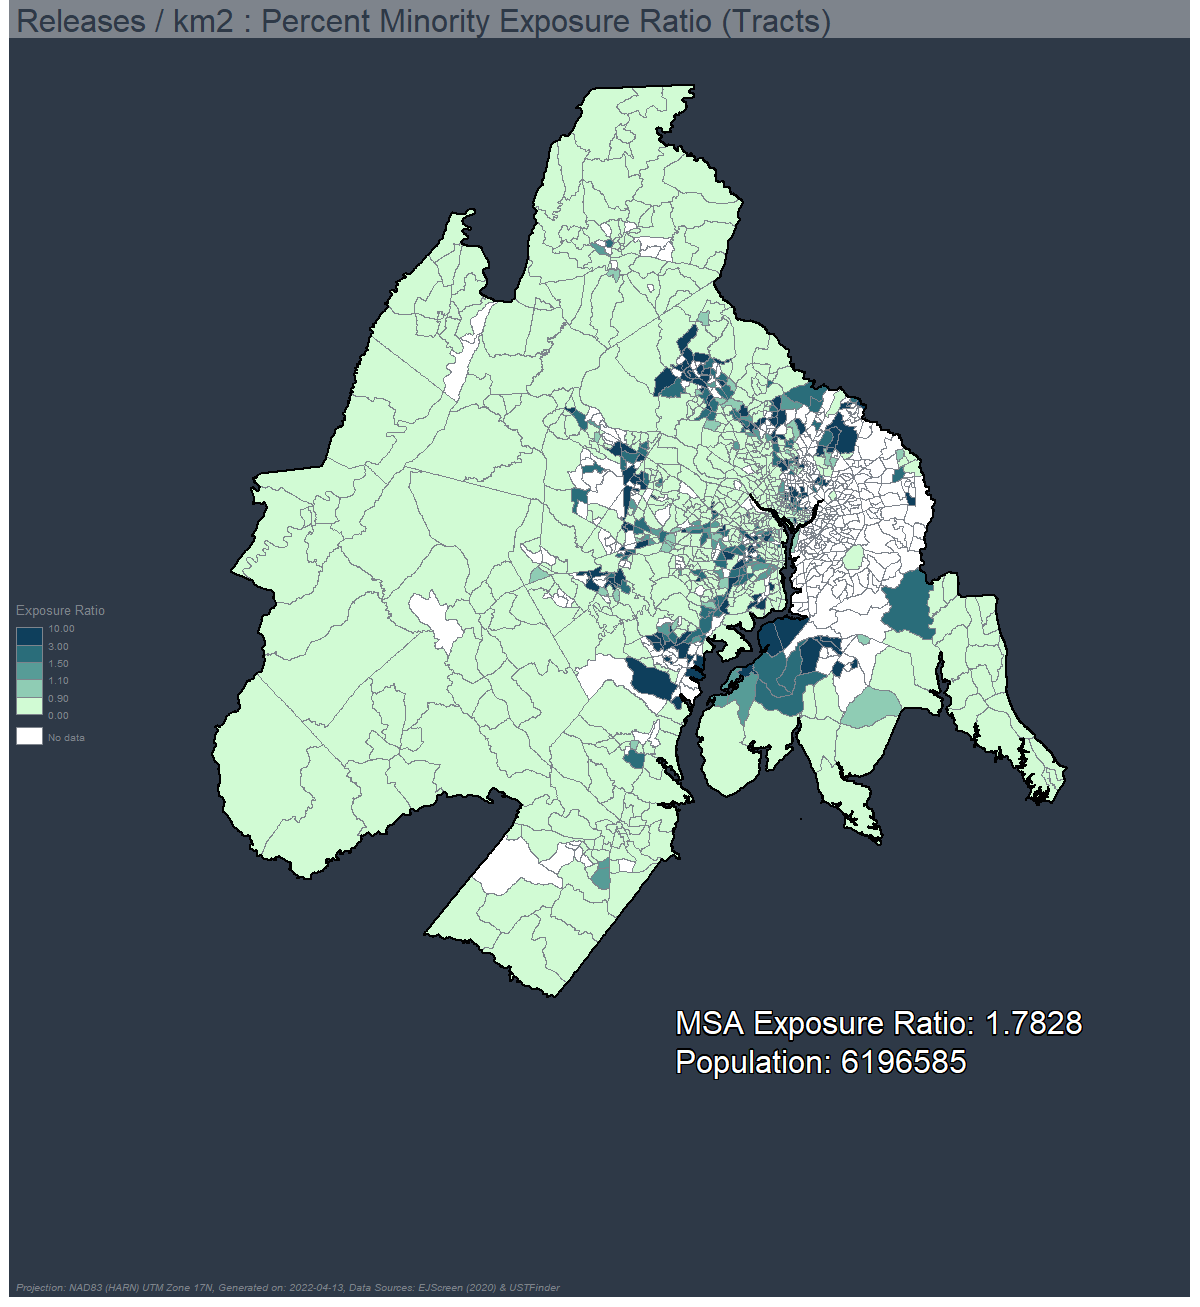 Releases / km2 : Percent Minority Exposure Ratio (Tracts)
Exposure Ratio
10.00
3.00
1.50
1.10
0.90
0.00
No data
MSA Exposure Ratio: 1.7828
Population: 6196585
Projection: NAD83 (HARN) UTM Zone 17N, Generated on: 2022-04-13, Data Sources: EJScreen (2020) & USTFinder